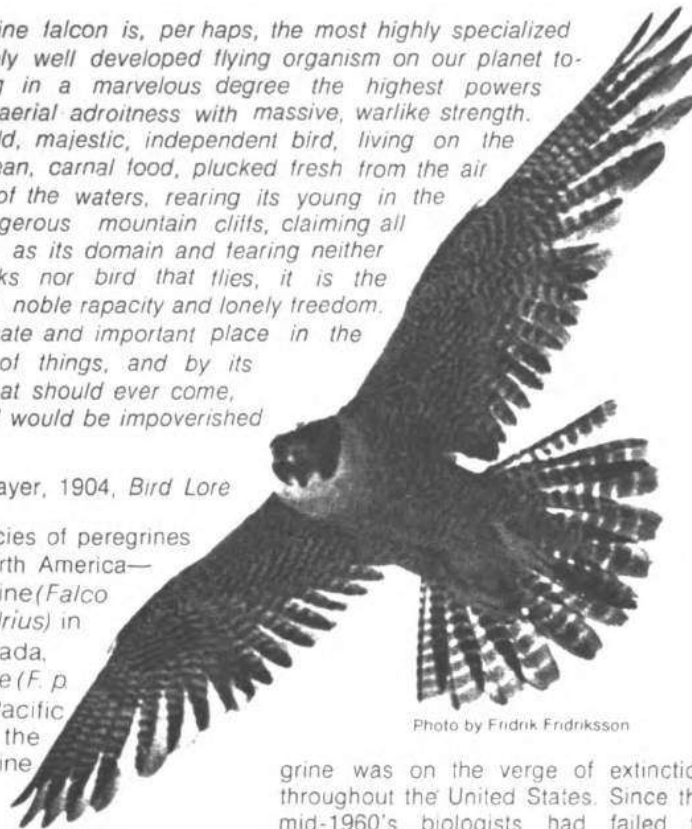 ine falcon is, per haps, the most highly specialized
ly well developed flying organism on our planet to-
g in a marvelous degree the highest powers
aerial adroitness with massive, warlike strength.
ld, majestic, independent bird, living on the
ean, carnal food, plucked fresh from the air
of the waters, rearing its young in the
gerous mountain cliffs, claiming all
as its domain and fearing neither
ks nor bird that flies, it is the
noble rapacity and lonely freedom.
ate and important place in the
of things, and by its
at should ever come,
would be impoverished
ayer, 1904, Bird Lore
cies of peregrines
rth America—
ine (Falco
drius) in
ada,
e (F. p.
Pacific
the
ine
Photo by Fridrik Fridriksson
grine was on the verge of extinctio
throughout the United States. Since th
mid-1960's biologists had failed t